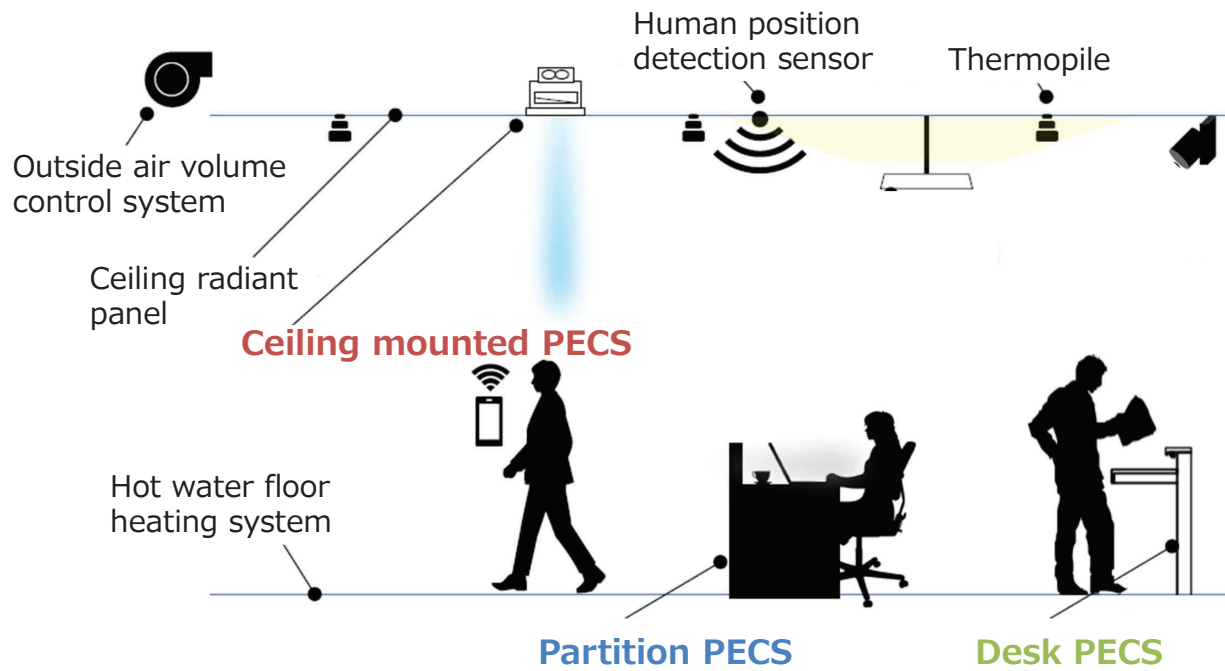 Human position
detection sensor
Thermopile
Outside air volume
control system
Ceiling radiant
panel
Ceiling mounted PECS
Hot water floor
heating system
Partition PECS
Desk PECS